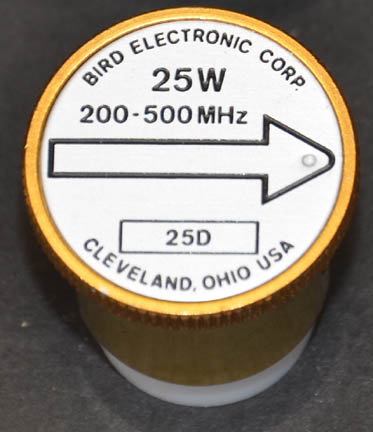 BIRD ELECTRONIC CORP.
25W
200-500MHz
25D
CLEVELAND, OHIO USA